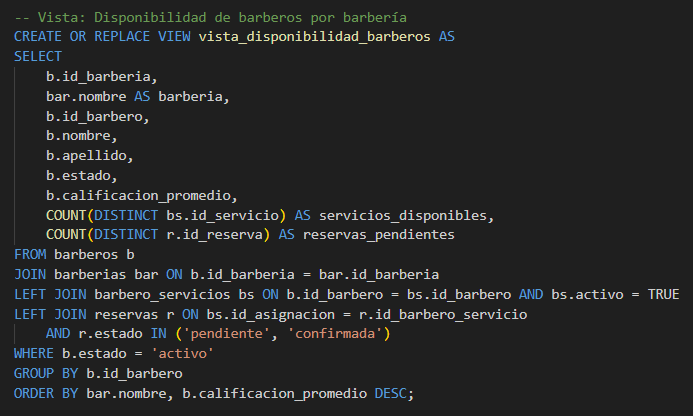 -- Vista: Disponibilidad de barberos por barbería
CREATE OR REPLACE VIEW vista_disponibilidad_barberos AS
SELECT
    b.id_barberia,
    bar.nombre AS barberia,
    b.id_barbero,
    b.nombre,
    b.apellido,
    b.estado,
    b.calificacion_promedio,
    COUNT(DISTINCT bs.id_servicio) AS servicios_disponibles,
    COUNT(DISTINCT r.id_reserva) AS reservas_pendientes
FROM barberos b
JOIN barberias bar ON b.id_barberia = bar.id_barberia
LEFT JOIN barbero_servicios bs ON b.id_barbero = bs.id_barbero AND bs.activo = TRUE
LEFT JOIN reservas r ON bs.id_asignacion = r.id_barbero_servicio
    AND r.estado IN ('pendiente', 'confirmada')
WHERE b.estado = 'activo'
GROUP BY b.id_barbero
ORDER BY bar.nombre, b.calificacion_promedio DESC;